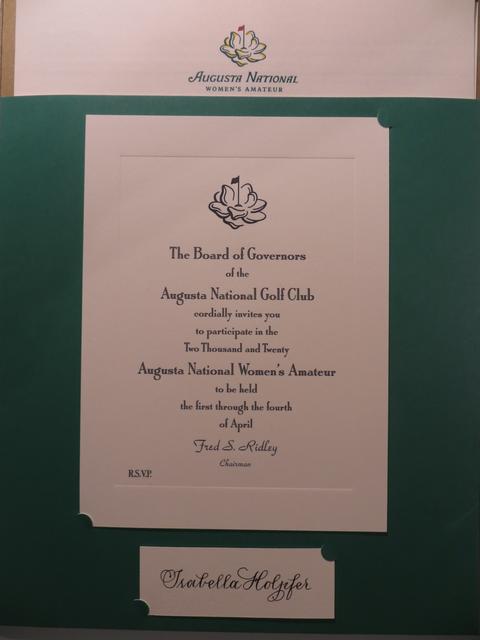 Augusta National
Women's Amateur
The Board of Governors
of the
Augusta National Golf Club
cordially invites you
to participate in the
Two Thousand and Twenty
Augusta National Women's Amateur
to be held
the first through the fourth
of April
Fred S. Ridley
Chairman
R.S.V.P.
Isabella Holpfer